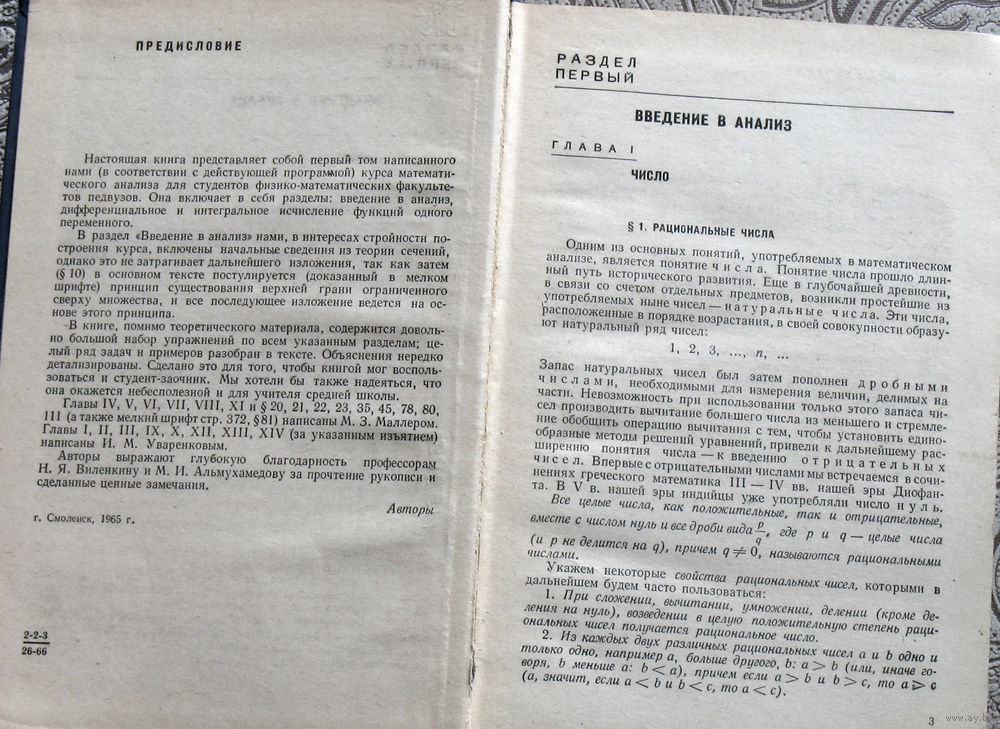 ПРЕДИСЛОВИЕ
Настоящая книга представляет собой первый том написанного
нами (в соответствии с действующей программой) курса математи-
ческого анализа для студентов физико-математических факульте-
тов педвузов. Она включает в себя разделы: введение в анализ,
дифференциальное и интегральное исчисление функций одного
переменного.
В раздел «Введение в анализ» нами, в интересах стройности по-
строения курса, включены начальные сведения из теории сечений,
однако это не затрагивает дальнейшего изложения, так как затем
(§ 10) в основном тексте постулируется (доказанный в мелком
шрифте) принцип существования верхней грани ограниченного
сверху множества, и все последующее изложение ведется на ос-
нове этого принципа.
В книге, помимо теоретического материала, содержится доволь-
но большой набор упражнений по всем указанным разделам; це-
лый ряд задач и примеров разобран в тексте. Объяснения нередко
детализированы. Сделано это для того, чтобы книгой мог восполь-
зоваться и студент-заочник. Мы хотели бы также надеяться, что
она окажется небесполезной и для учителя средней школы.
Главы IV, V, VI, VII, VIII, XI и § 20, 21, 22, 23, 35, 45, 78, 80,
111 (а также мелкий шрифт стр. 372, § 81) написаны М. З. Маллером.
Главы I, II, III, IX, X, XII, XIII, XIV (за указанным изъятием)
написаны И. М. Уваренковым.
Авторы выражают глубокую благодарность профессорам
Н. Я. Виленкину и М. И. Альмухамедову за прочтение рукописи и
сделанные ценные замечания.
Авторы
г. Смоленск, 1965 г.
2-2-3
26-66
РАЗДЕЛ
ПЕРВЫЙ
ВВЕДЕНИЕ В АНАЛИЗ
ГЛАВА I
ЧИСЛО
§ 1. РАЦИОНАЛЬНЫЕ ЧИСЛА
Одним из основных понятий, употребляемых в математическом
анализе, является понятие числа. Понятие числа прошло длин-
ный путь исторического развития. Еще в глубочайшей древности,
в связи со счетом отдельных предметов, возникли простейшие из
употребляемых ныне чисел — натуральные числа. Эти числа,
расположенные в порядке возрастания, в своей совокупности образу-
ют натуральный ряд чисел:
1, 2, 3, ..., n, ...
Запас натуральных чисел был затем пополнен дробными
числами, необходимыми для измерения величин, делимых на
части. Невозможность при использовании только этого запаса чи-
сел производить вычитание большего числа из меньшего и стремле-
ние обобщить операцию вычитания с тем, чтобы установить едино-
образные методы решений уравнений, привели к дальнейшему рас-
ширению понятия числа — к введению отрицательных
чисел. Впервые с отрицательными числами мы встречаемся в сочи-
нениях греческого математика III — IV вв. нашей эры Диофан-
та. В V в. нашей эры индийцы уже употребляли число нуль.
Все целые числа, как положительные, так и отрицательные,
вместе с числом нуль и все дроби вида p/q, где p и q — целые числа
(и p не делится на q), причем q ≠ 0, называются рациональными
числами.
Укажем некоторые свойства рациональных чисел, которыми в
дальнейшем будем часто пользоваться:
1. При сложении, вычитании, умножении, делении (кроме де-
ления на нуль), возведении в целую положительную степень раци-
ональных чисел получается рациональное число.
2. Из каждых двух различных рациональных чисел a и b одно и
только одно, например a, больше другого, b: a > b (или, иначе го-
воря, b меньше a: b < a), причем если a > b и b > c, то a > c
(а, значит, если a < b и b < c, то a < c).
3